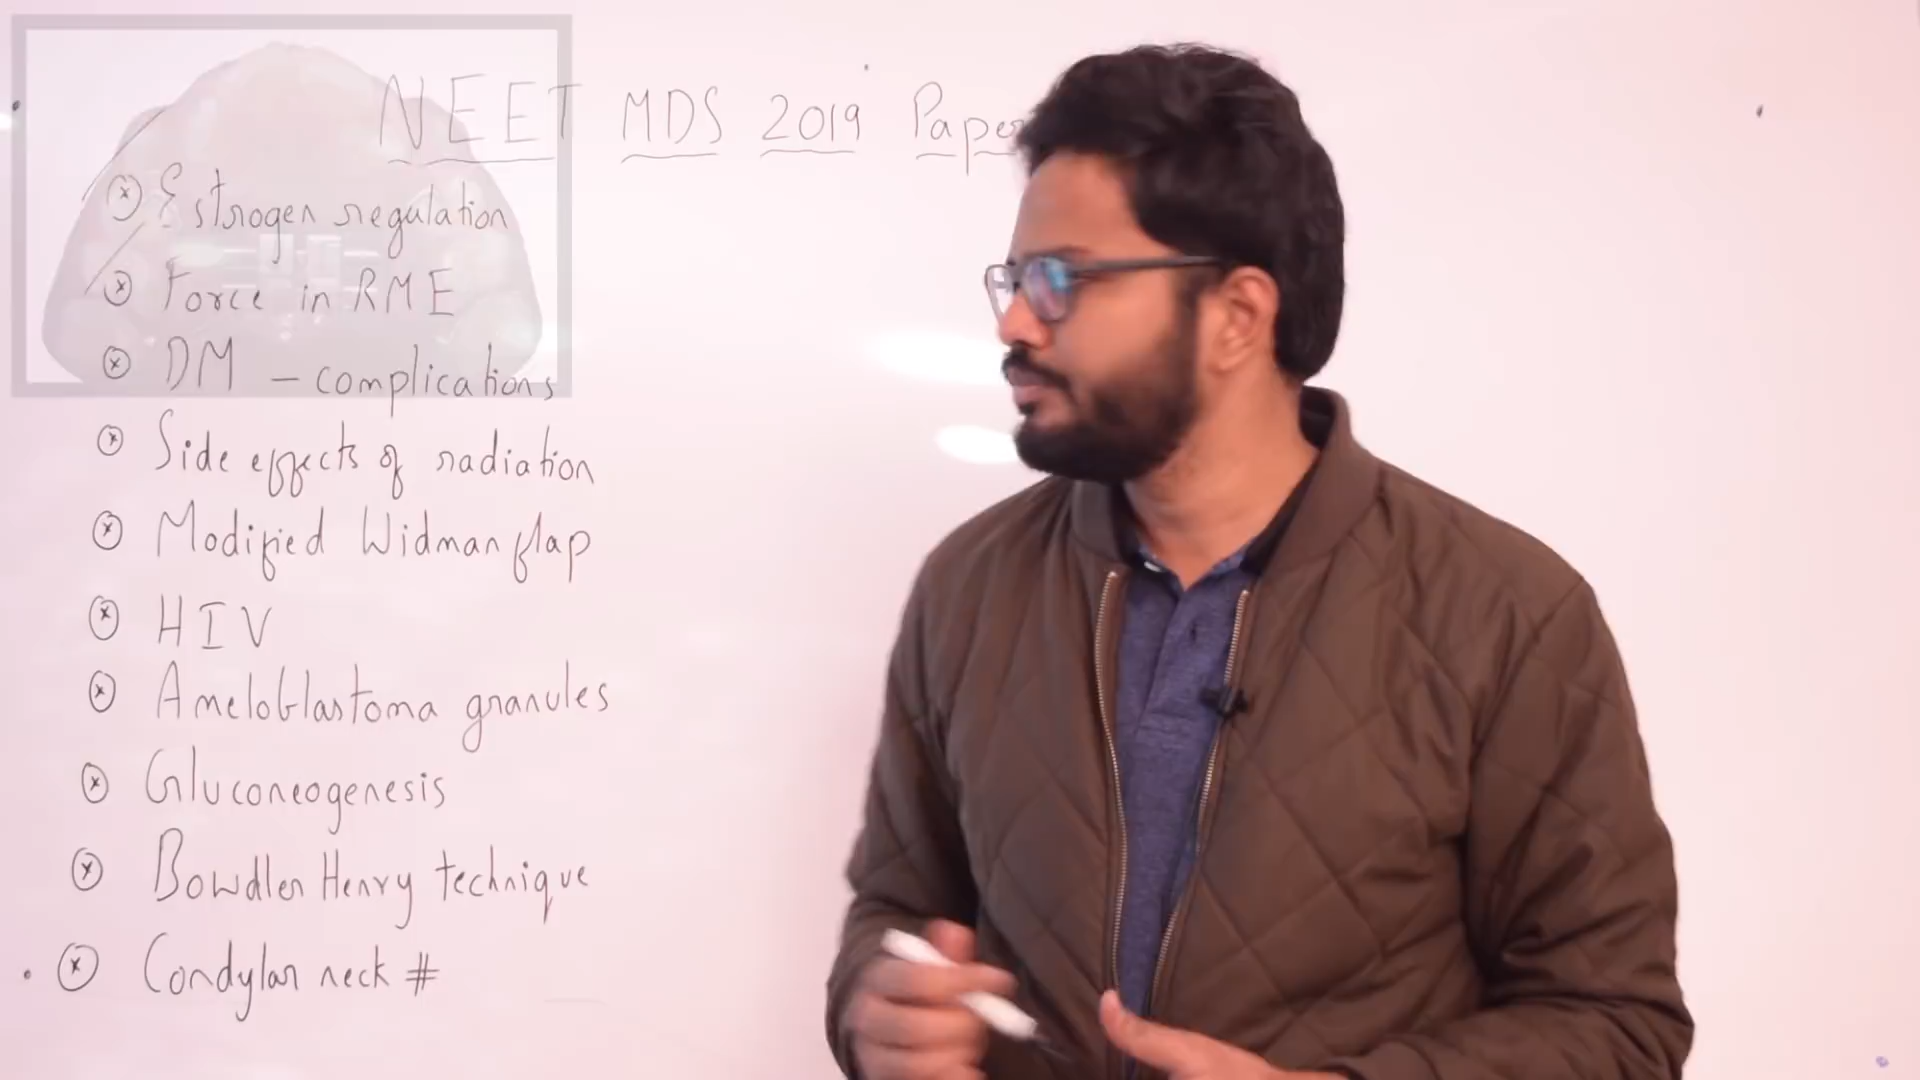 NEET MDS 2019 Paper
Estrogen regulation
Force in RME
DM - complications
Side effects of radiation
Modified Widman flap
HIV
Ameloblastoma granules
Gluconeogenesis
Bowdler Henry technique
Condylar neck #